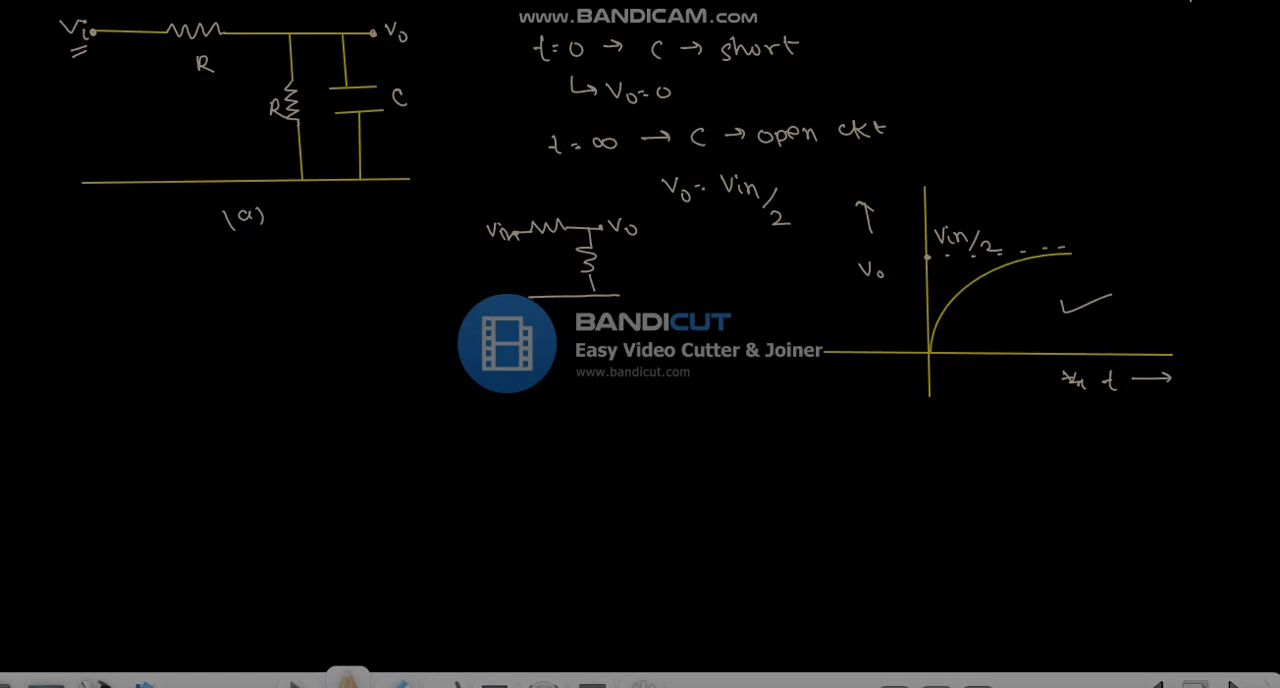 www.BANDICAM.com
Vi
R
Vo
R
C
(a)
t=0 → C → short
↳ Vo=0
t=∞ → C → open ckt
Vo= Vin/2
Vin
Vo
Vin/2
↑
Vo
✓
t →
BANDICUT
Easy Video Cutter & Joiner
www.bandicut.com